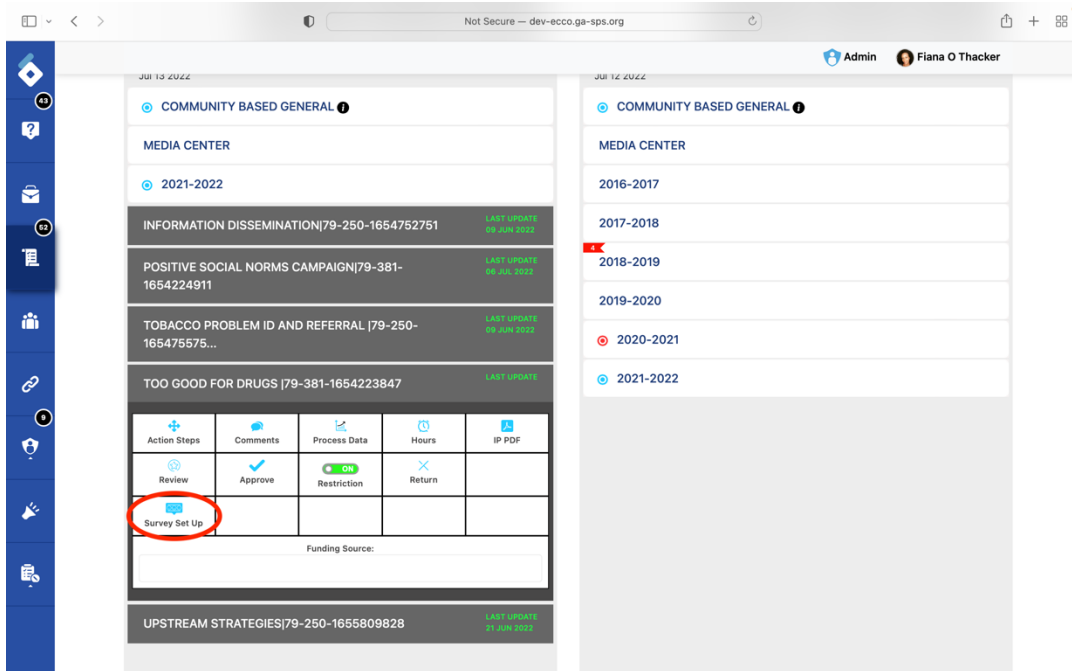 Not Secure — dev-ecco.ga-sps.org
Admin
Fiana O Thacker
43
52
9
Jul 13 2022
COMMUNITY BASED GENERAL i
MEDIA CENTER
2021-2022
INFORMATION DISSEMINATION|79-250-1654752751
LAST UPDATE
09 JUN 2022
POSITIVE SOCIAL NORMS CAMPAIGN|79-381-
1654224911
LAST UPDATE
06 JUL 2022
TOBACCO PROBLEM ID AND REFERRAL |79-250-
165475575...
LAST UPDATE
09 JUN 2022
TOO GOOD FOR DRUGS |79-381-1654223847
LAST UPDATE
Action Steps
Comments
Process Data
Hours
IP PDF
Review
Approve
ON
Restriction
Return
Survey Set Up
Funding Source:
UPSTREAM STRATEGIES|79-250-1655809828
LAST UPDATE
21 JUN 2022
Jul 12 2022
COMMUNITY BASED GENERAL i
MEDIA CENTER
2016-2017
2017-2018
4
2018-2019
2019-2020
2020-2021
2021-2022